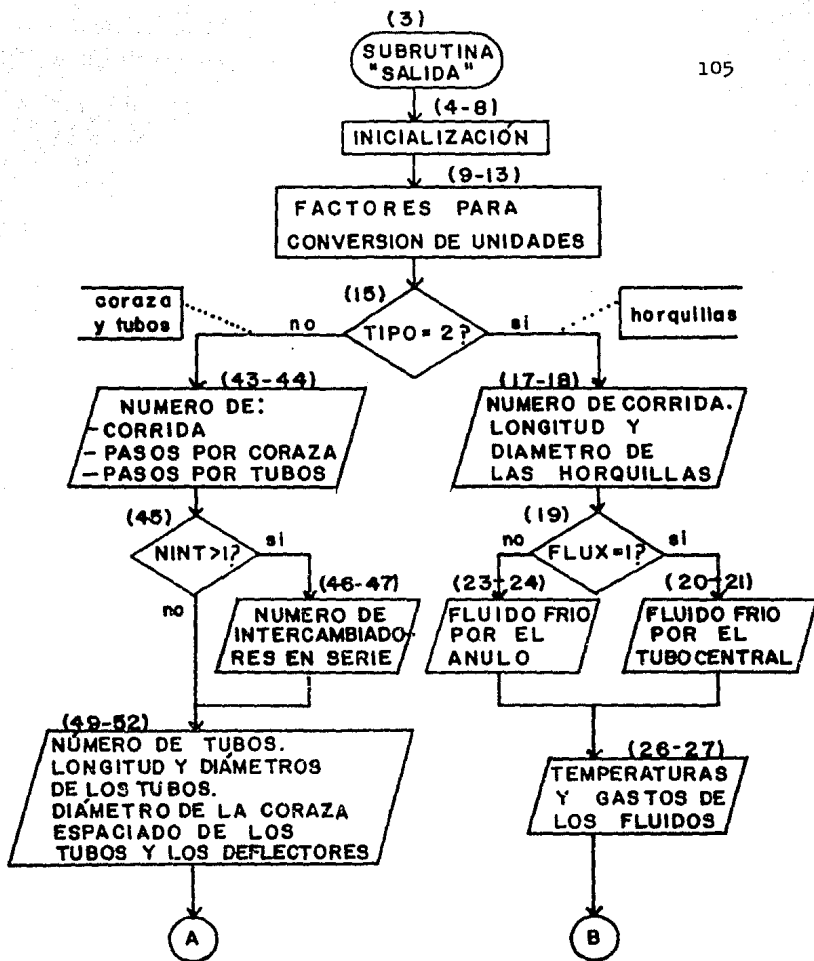 (3)
SUBRUTINA
"SALIDA"
105
(4-8)
INICIALIZACIÓN
(9-13)
FACTORES PARA
CONVERSION DE UNIDADES
(15)
TIPO = 2?
no
si
coraza
y tubos
horquillas
(43-44)
NUMERO DE:
-CORRIDA
- PASOS POR CORAZA
- PASOS POR TUBOS
(17-18)
NUMERO DE CORRIDA.
LONGITUD Y
DIAMETRO DE
LAS HORQUILLAS
(45)
NINT>1?
si
no
(46-47)
NUMERO DE
INTERCAMBIADO-
RES EN SERIE
(19)
FLUX=1?
no
si
(23-24)
FLUIDO FRIO
POR EL
ANULO
(20-21)
FLUIDO FRIO
POR EL
TUBO CENTRAL
(49-52)
NÚMERO DE TUBOS.
LONGITUD Y DIÁMETROS
DE LOS TUBOS.
DIÁMETRO DE LA CORAZA
ESPACIADO DE LOS
TUBOS Y LOS DEFLECTORES
(26-27)
TEMPERATURAS
Y GASTOS DE
LOS FLUIDOS
A
B